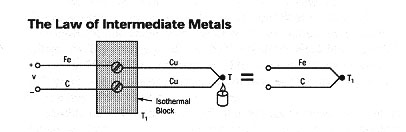 The Law of Intermediate Metals
Fe Cu Fe
+
v T = T₁
–
C Cu C
Isothermal
Block
T₁